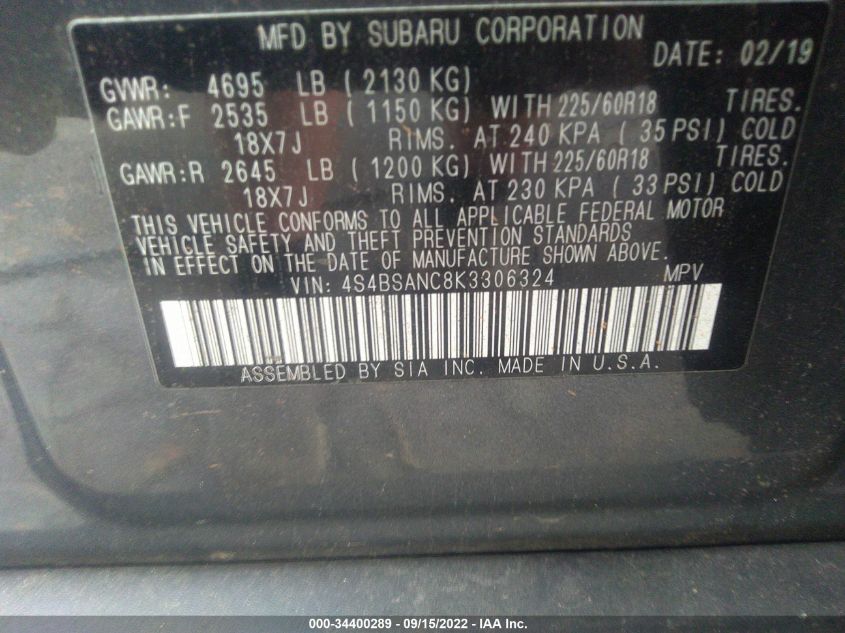 MFD BY SUBARU CORPORATION
DATE: 02/19
GVWR: 4695 LB ( 2130 KG)
GAWR:F 2535 LB ( 1150 KG) WITH 225/60R18 TIRES.
18X7J RIMS. AT 240 KPA ( 35 PSI) COLD
GAWR:R 2645 LB ( 1200 KG) WITH 225/60R18 TIRES.
18X7J RIMS. AT 230 KPA ( 33 PSI) COLD
THIS VEHICLE CONFORMS TO ALL APPLICABLE FEDERAL MOTOR
VEHICLE SAFETY AND THEFT PREVENTION STANDARDS
IN EFFECT ON THE DATE OF MANUFACTURE SHOWN ABOVE.
VIN: 4S4BSANC8K3306324 MPV
ASSEMBLED BY SIA INC. MADE IN U.S.A.
000-34400289 - 09/15/2022 - IAA Inc.